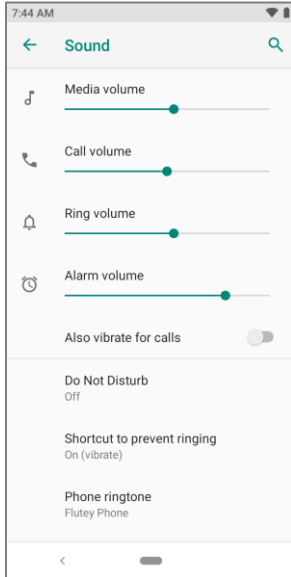 7:44 AM
Sound
Media volume
Call volume
Ring volume
Alarm volume
Also vibrate for calls
Do Not Disturb
Off
Shortcut to prevent ringing
On (vibrate)
Phone ringtone
Flutey Phone